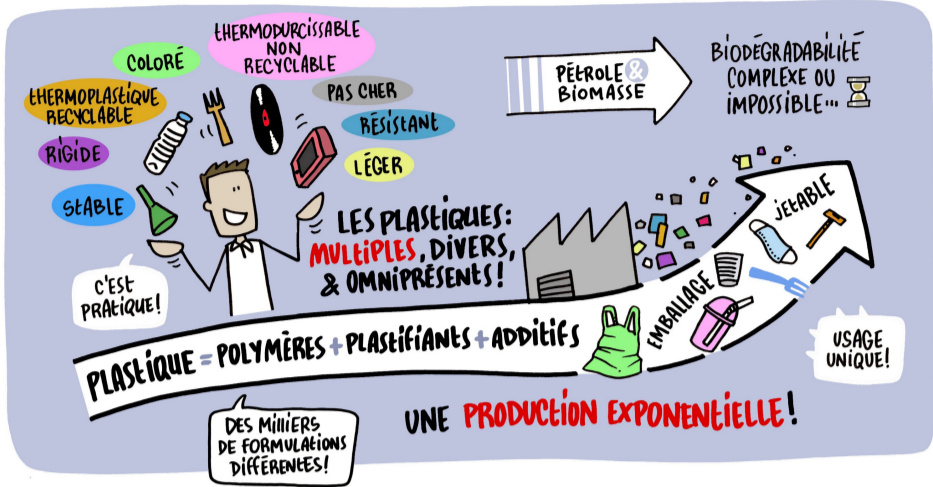 THERMODURCISSABLE
NON
RECYCLABLE
COLORÉ
THERMOPLASTIQUE
RECYCLABLE
PAS CHER
RÉSISTANT
RIGIDE
LÉGER
STABLE
PÉTROLE &
BIOMASSE
BIODÉGRADABILITÉ
COMPLEXE OU
IMPOSSIBLE...
LES PLASTIQUES:
MULTIPLES, DIVERS,
& OMNIPRÉSENTS!
C'EST
PRATIQUE!
PLASTIQUE = POLYMÈRES + PLASTIFIANTS + ADDITIFS
EMBALLAGE
JETABLE
USAGE
UNIQUE!
DES MILLIERS
DE FORMULATIONS
DIFFÉRENTES!
UNE PRODUCTION EXPONENTIELLE!